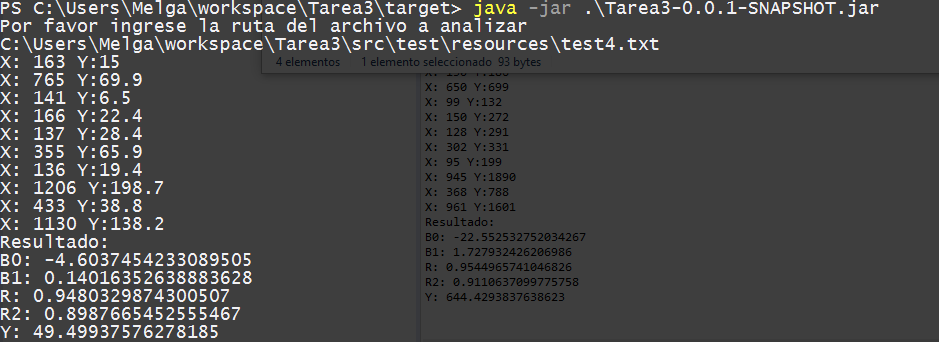 PS C:\Users\Melga\workspace\Tarea3\target> java -jar .\Tarea3-0.0.1-SNAPSHOT.jar
Por favor ingrese la ruta del archivo a analizar
C:\Users\Melga\workspace\Tarea3\src\test\resources\test4.txt
X: 163 Y:15
X: 765 Y:69.9
X: 141 Y:6.5
X: 166 Y:22.4
X: 137 Y:28.4
X: 355 Y:65.9
X: 136 Y:19.4
X: 1206 Y:198.7
X: 433 Y:38.8
X: 1130 Y:138.2
Resultado:
B0: -4.6037454233089505
B1: 0.14016352638883628
R: 0.9480329874300507
R2: 0.8987665452555467
Y: 49.49937576278185
4 elementos 1 elemento seleccionado 93 bytes
X: 650 Y:699
X: 99 Y:132
X: 150 Y:272
X: 128 Y:291
X: 302 Y:331
X: 95 Y:199
X: 945 Y:1890
X: 368 Y:788
X: 961 Y:1601
Resultado:
B0: -22.552532752034267
B1: 1.727932426206986
R: 0.9544965741046826
R2: 0.9110637099775758
Y: 644.4293837638623